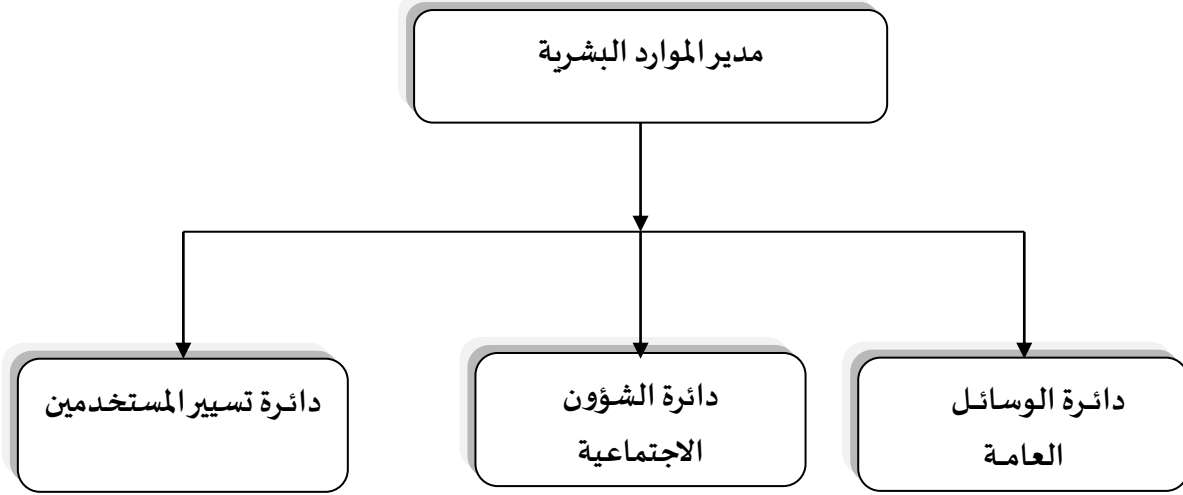 مدير الموارد البشرية
دائرة الوسائل
العامة
دائرة الشؤون
الاجتماعية
دائرة تسيير المستخدمين